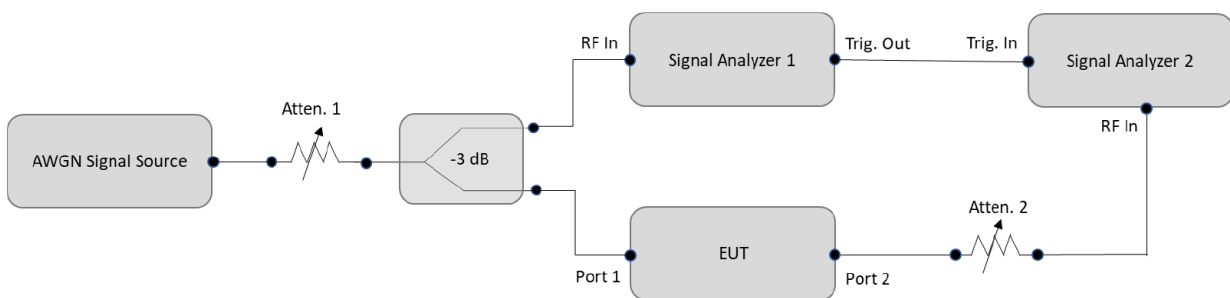 RF In
Signal Analyzer 1
Trig. Out
Trig. In
Signal Analyzer 2
Atten. 1
RF In
AWGN Signal Source
-3 dB
Atten. 2
EUT
Port 1
Port 2